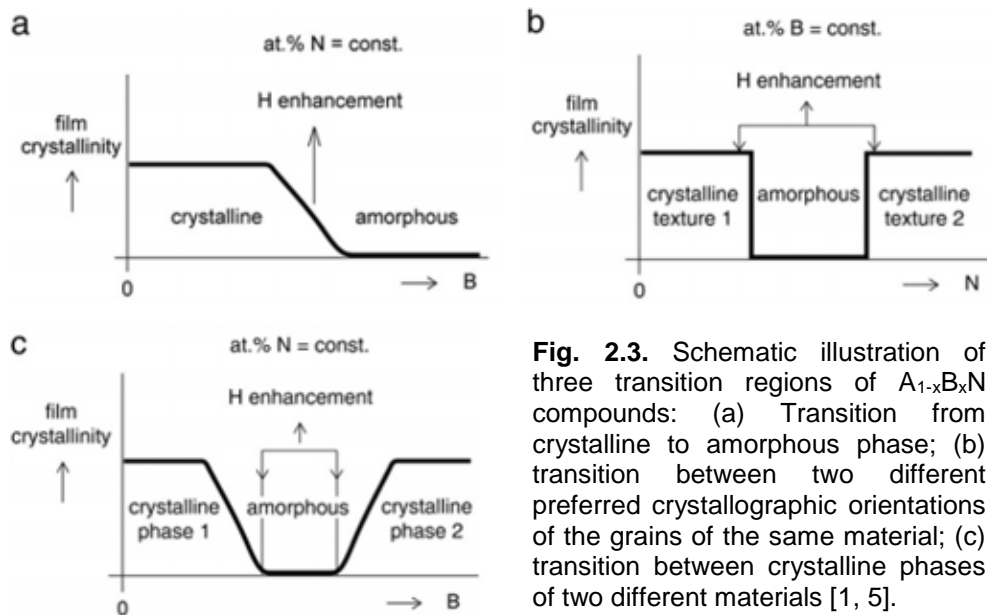 a
at.% N = const.
H enhancement
film
crystallinity
crystalline
amorphous
0
B
b
at.% B = const.
H enhancement
film
crystallinity
crystalline
texture 1
amorphous
crystalline
texture 2
0
N
c
at.% N = const.
H enhancement
film
crystallinity
crystalline
phase 1
amorphous
crystalline
phase 2
0
B
Fig. 2.3. Schematic illustration of
three transition regions of A1-xBxN
compounds: (a) Transition from
crystalline to amorphous phase; (b)
transition between two different
preferred crystallographic orientations
of the grains of the same material; (c)
transition between crystalline phases
of two different materials [1, 5].